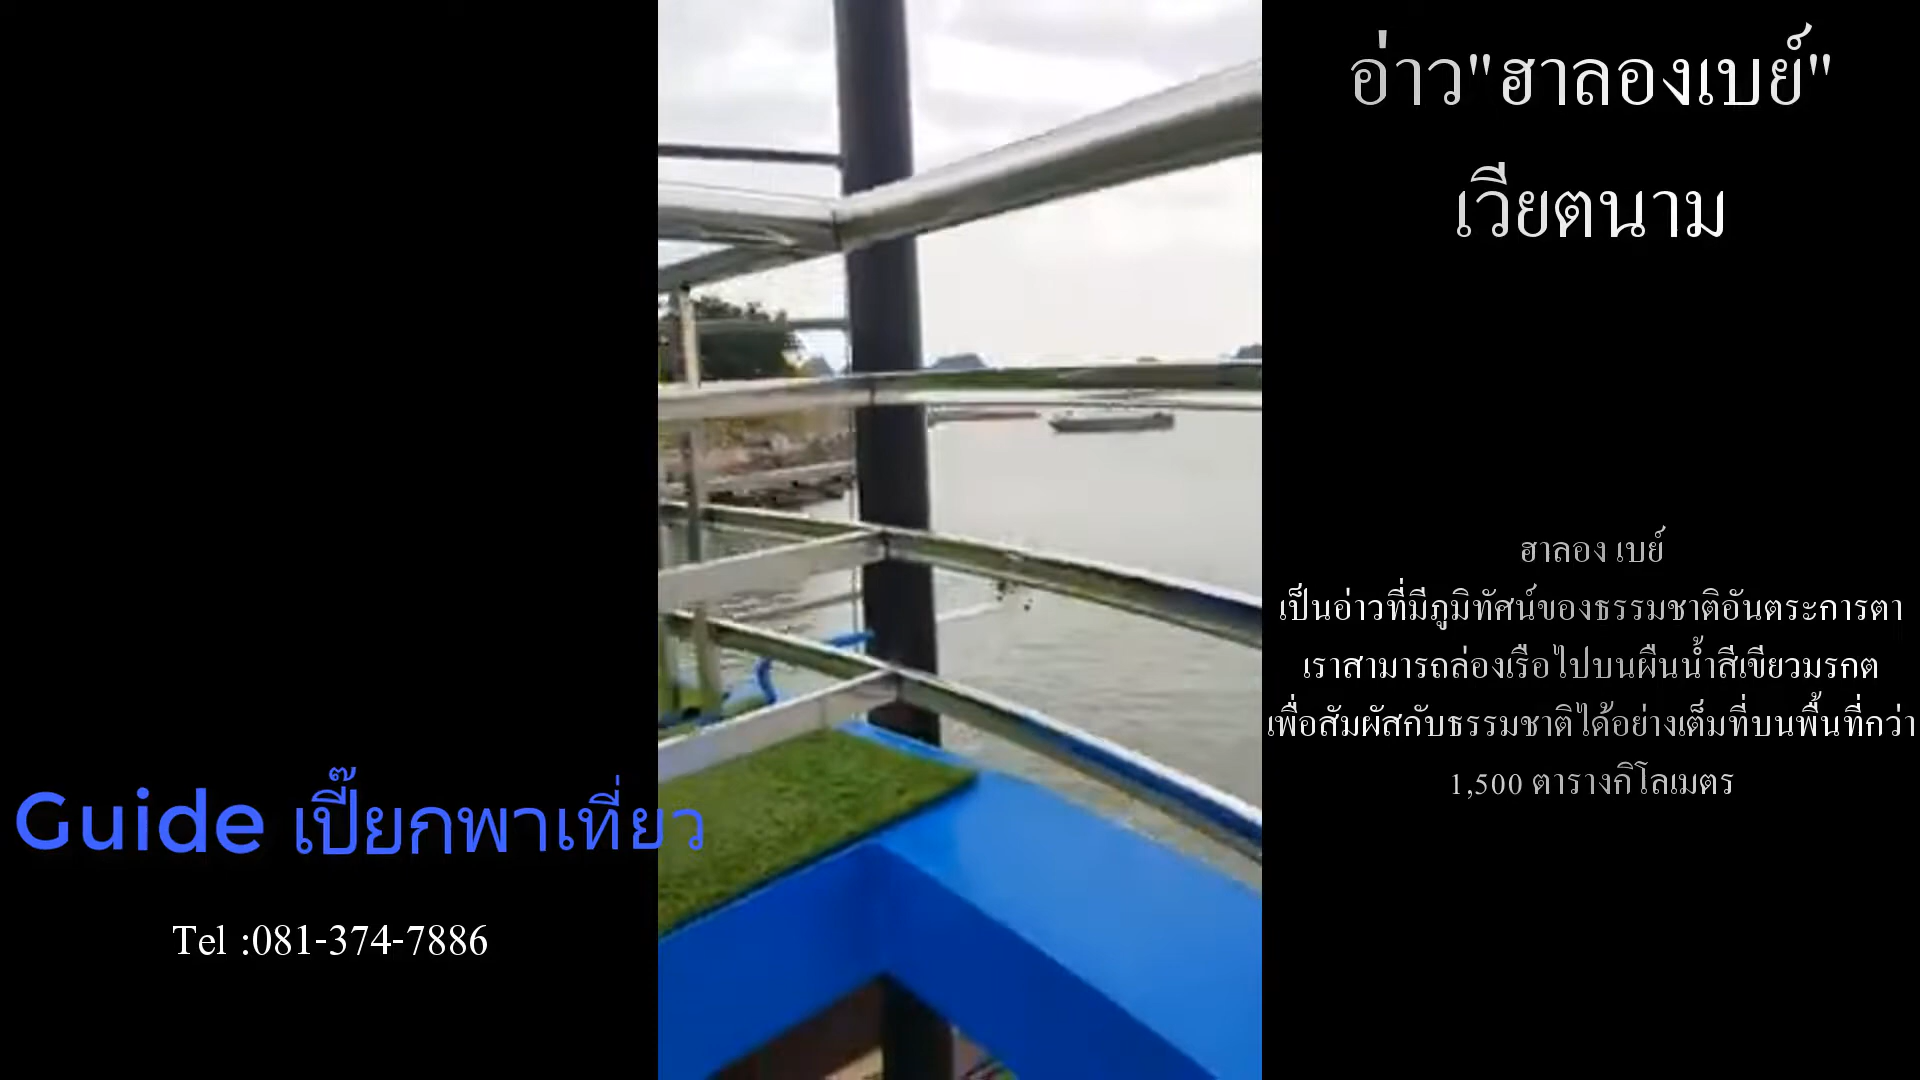 อ่าว"ฮาลองเบย์"
เวียตนาม
ฮาลอง เบย์
เป็นอ่าวที่มีภูมิทัศน์ของธรรมชาติอันตระการตา
เราสามารถล่องเรือไปบนผืนน้ำสีเขียวมรกต
เพื่อสัมผัสกับธรรมชาติได้อย่างเต็มที่บนพื้นที่กว่า
1,500 ตารางกิโลเมตร
Guide เปี๊ยกพาเที่ยว
Tel :081-374-7886